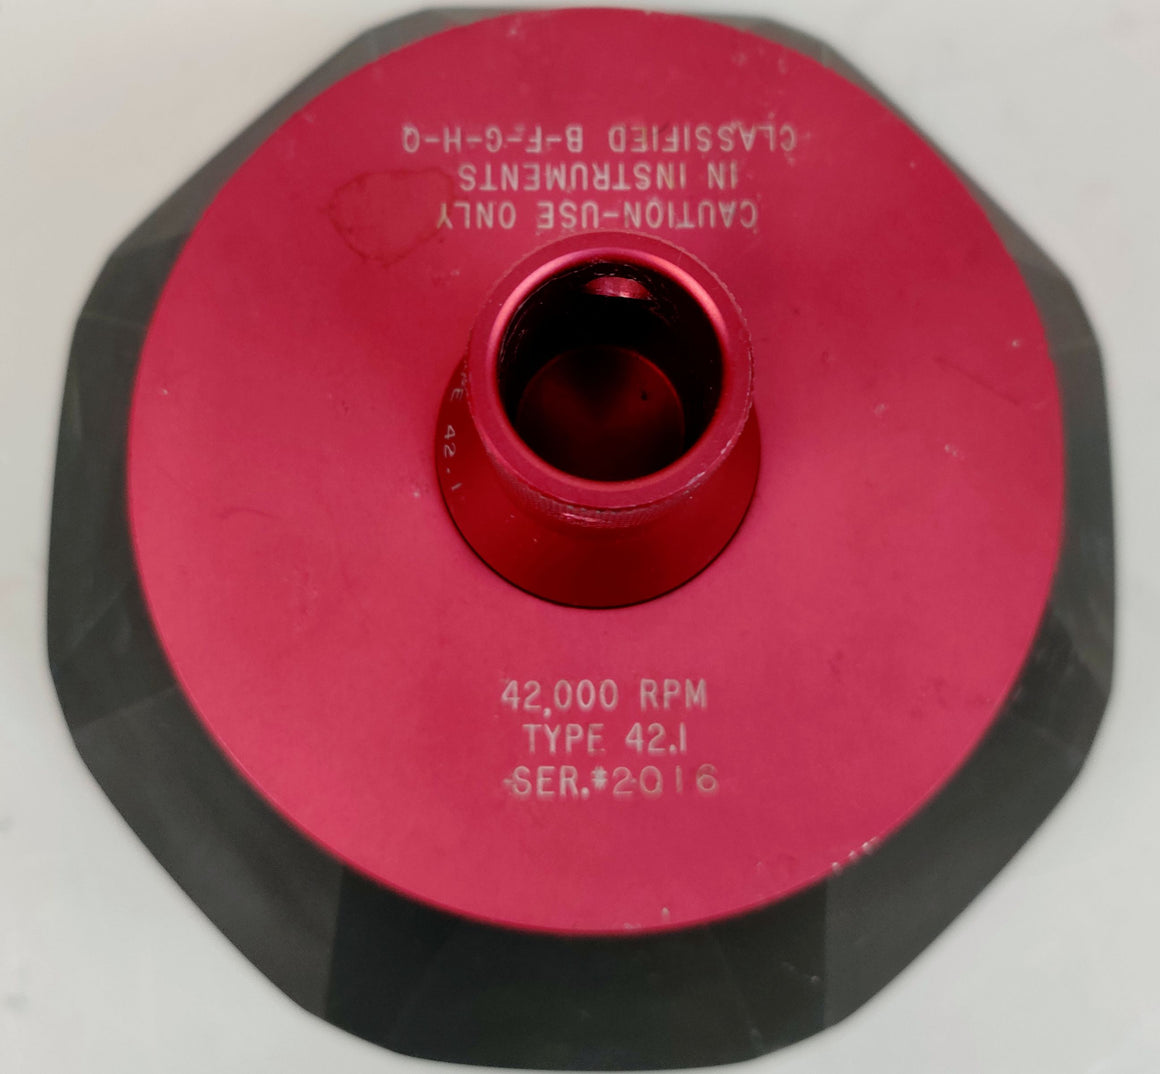 CAUTION-USE ONLY
IN INSTRUMENTS
CLASSIFIED B-F-G-H-Q
42.1
42,000 RPM
TYPE 42.1
SER.#2016